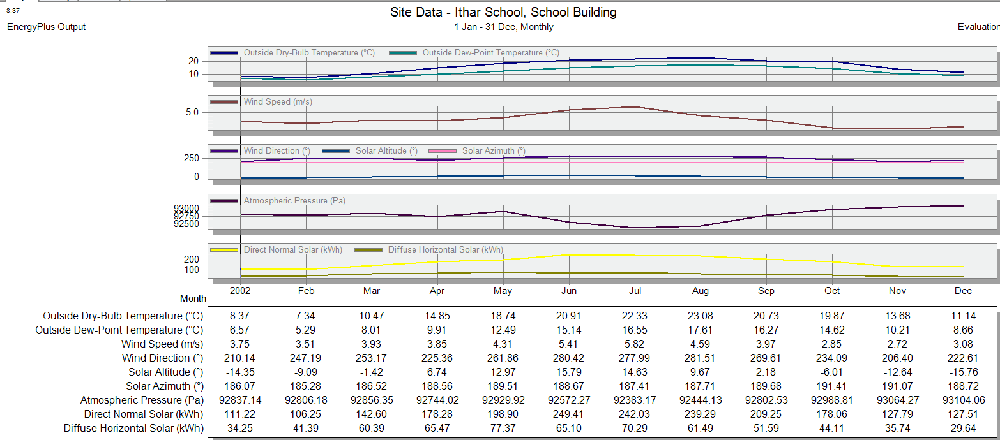 8.37
Site Data - Ithar School, School Building
EnergyPlus Output
1 Jan - 31 Dec, Monthly
Evaluation
Outside Dry-Bulb Temperature (°C) Outside Dew-Point Temperature (°C)
20
10
Wind Speed (m/s)
5.0
Wind Direction (°) Solar Altitude (°) Solar Azimuth (°)
250
0
Atmospheric Pressure (Pa)
93000
92750
92500
Direct Normal Solar (kWh) Diffuse Horizontal Solar (kWh)
200
100
Month 2002 Feb Mar Apr May Jun Jul Aug Sep Oct Nov Dec
Outside Dry-Bulb Temperature (°C) 8.37 7.34 10.47 14.85 18.74 20.91 22.33 23.08 20.73 19.87 13.68 11.14
Outside Dew-Point Temperature (°C) 6.57 5.29 8.01 9.91 12.49 15.14 16.55 17.61 16.27 14.62 10.21 8.66
Wind Speed (m/s) 3.75 3.51 3.93 3.85 4.31 5.41 5.82 4.59 3.97 2.85 2.72 3.08
Wind Direction (°) 210.14 247.19 253.17 225.36 261.86 280.42 277.99 281.51 269.61 234.09 206.40 222.61
Solar Altitude (°) -14.35 -9.09 -1.42 6.74 12.97 15.79 14.63 9.67 2.18 -6.01 -12.64 -15.76
Solar Azimuth (°) 186.07 185.28 186.52 188.56 189.51 188.67 187.41 187.71 189.68 191.41 191.07 188.72
Atmospheric Pressure (Pa) 92837.14 92806.18 92856.35 92744.02 92929.92 92572.27 92383.17 92444.13 92802.53 92988.81 93064.27 93104.06
Direct Normal Solar (kWh) 111.22 106.25 142.60 178.28 198.90 249.41 242.03 239.29 209.25 178.06 127.79 127.51
Diffuse Horizontal Solar (kWh) 34.25 41.39 60.39 65.47 77.37 65.10 70.29 61.49 51.59 44.11 35.74 29.64